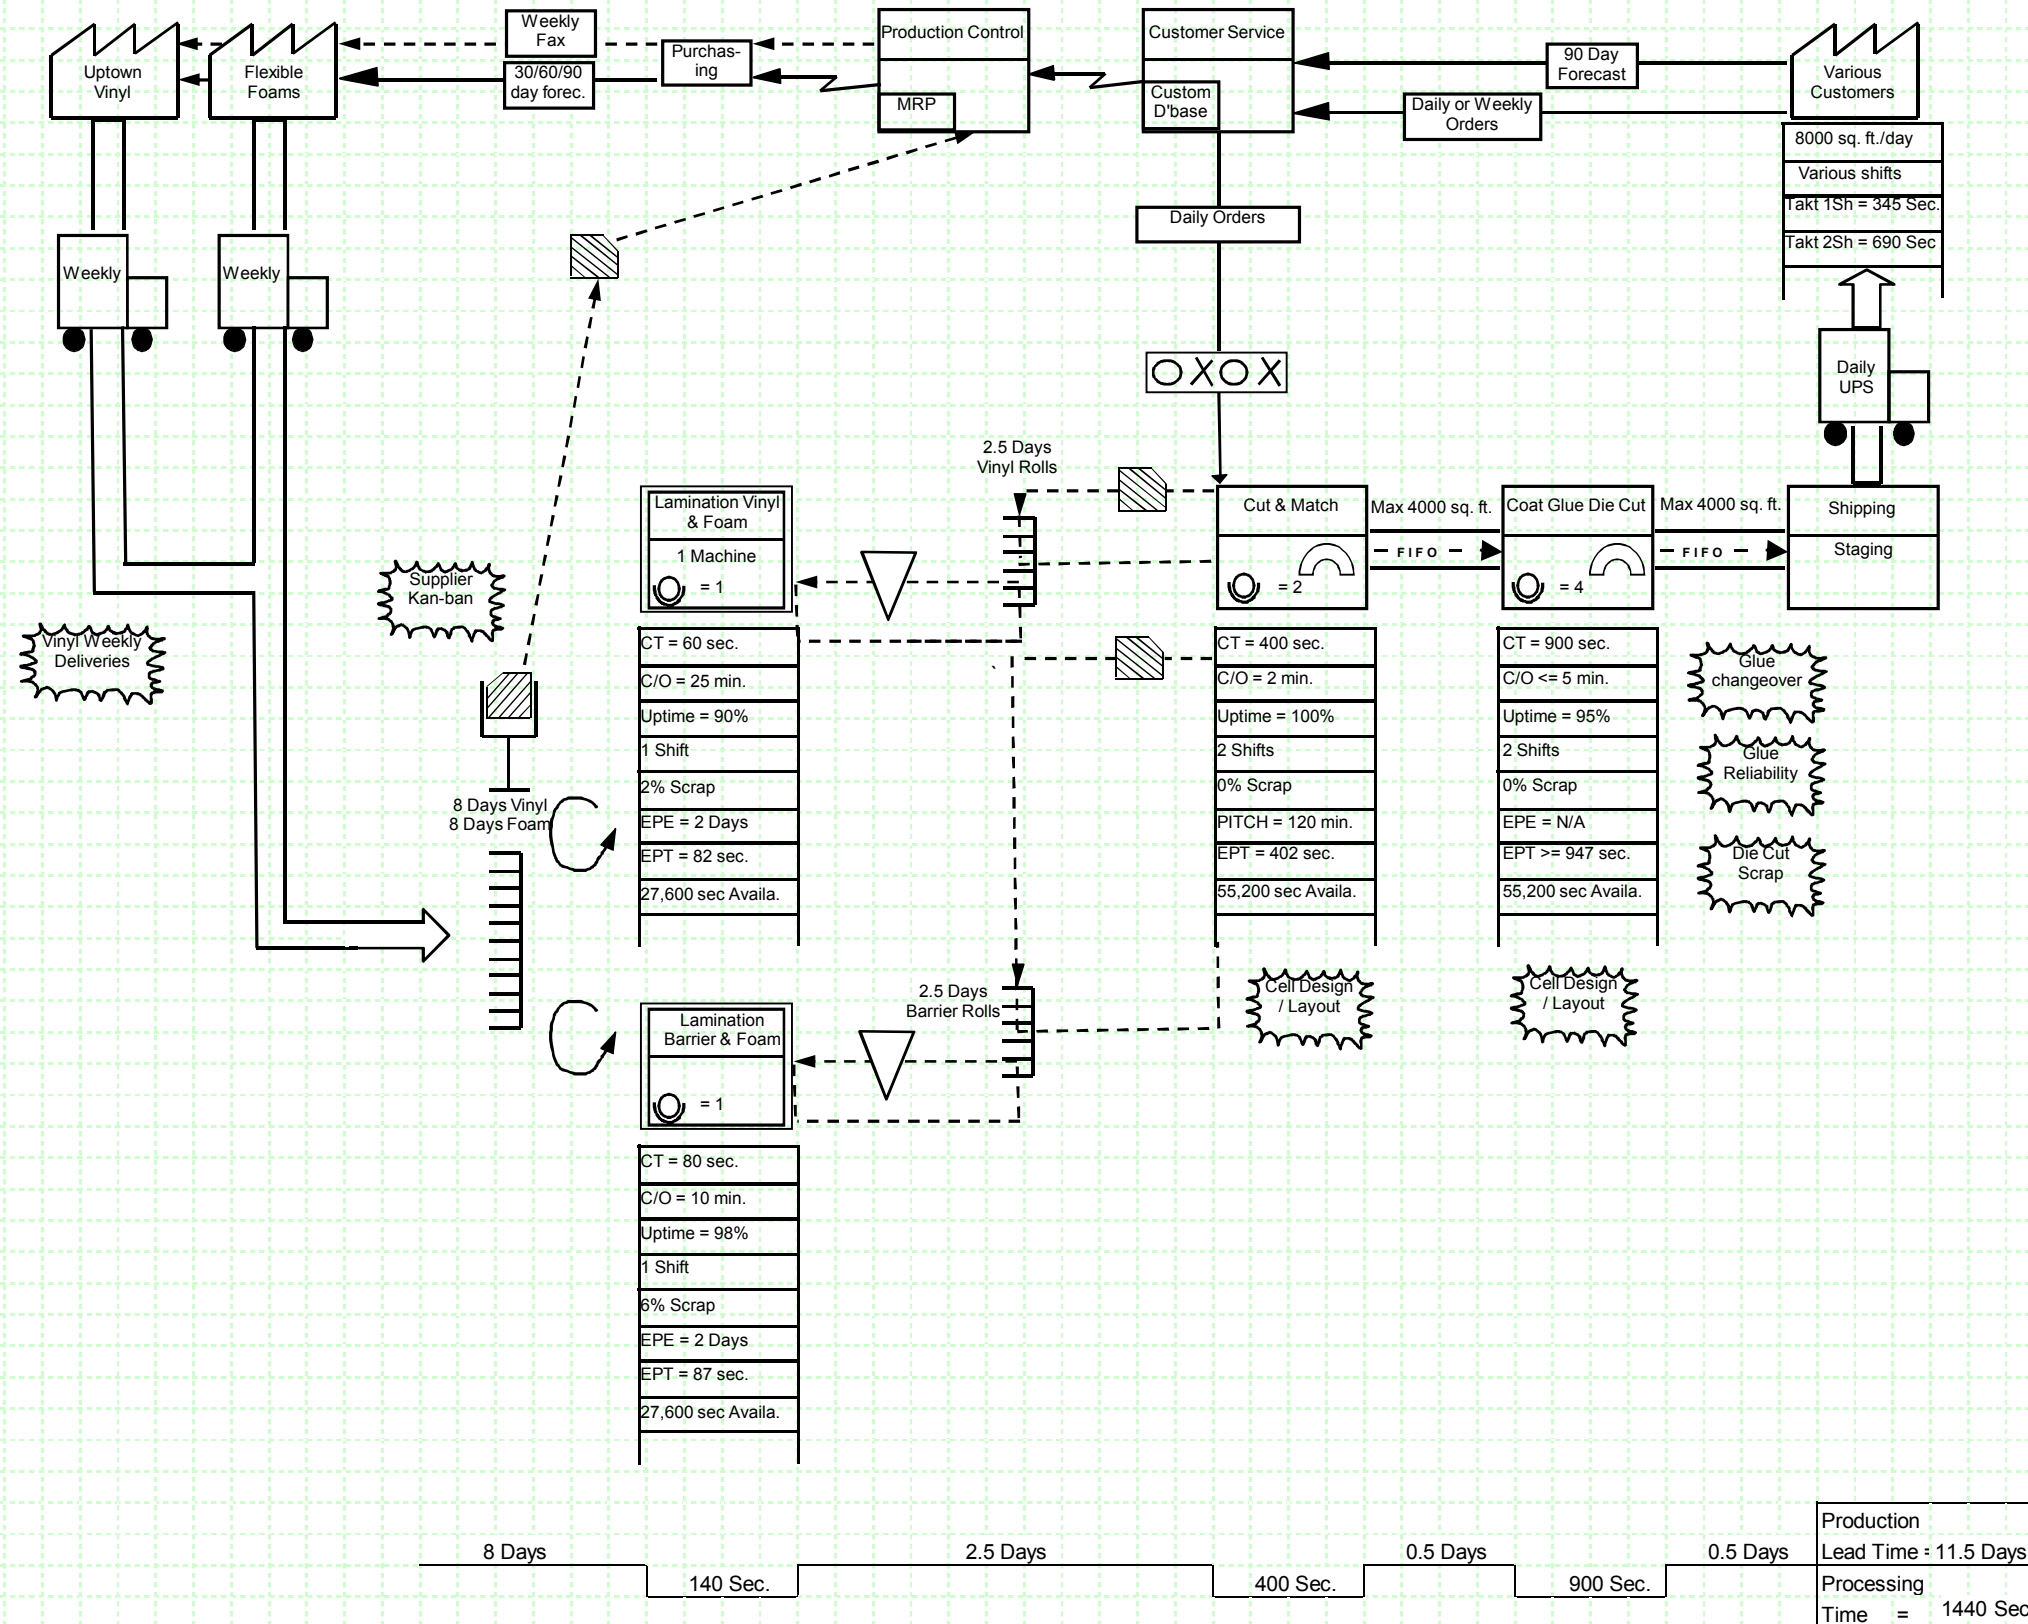 Uptown
Vinyl
Flexible
Foams
Weekly
Fax
30/60/90
day forec.
Purchas-
ing
Production Control
MRP
Customer Service
Custom
D'base
90 Day
Forecast
Daily or Weekly
Orders
Various
Customers
8000 sq. ft./day
Various shifts
Takt 1Sh = 345 Sec.
Takt 2Sh = 690 Sec
Weekly
Weekly
Daily Orders
OXOX
Daily
UPS
2.5 Days
Vinyl Rolls
Lamination Vinyl
& Foam
1 Machine
= 1
Cut & Match
= 2
Max 4000 sq. ft.
FIFO
Coat Glue Die Cut
= 4
Max 4000 sq. ft.
FIFO
Shipping
Staging
Supplier
Kan-ban
Vinyl Weekly
Deliveries
8 Days Vinyl
8 Days Foam
CT = 60 sec.
C/O = 25 min.
Uptime = 90%
1 Shift
2% Scrap
EPE = 2 Days
EPT = 82 sec.
27,600 sec Availa.
CT = 400 sec.
C/O = 2 min.
Uptime = 100%
2 Shifts
0% Scrap
PITCH = 120 min.
EPT = 402 sec.
55,200 sec Availa.
CT = 900 sec.
C/O <= 5 min.
Uptime = 95%
2 Shifts
0% Scrap
EPE = N/A
EPT >= 947 sec.
55,200 sec Availa.
Glue
changeover
Glue
Reliability
Die Cut
Scrap
Cell Design
/ Layout
Cell Design
/ Layout
2.5 Days
Barrier Rolls
Lamination
Barrier & Foam
= 1
CT = 80 sec.
C/O = 10 min.
Uptime = 98%
1 Shift
6% Scrap
EPE = 2 Days
EPT = 87 sec.
27,600 sec Availa.
8 Days
140 Sec.
2.5 Days
400 Sec.
0.5 Days
900 Sec.
0.5 Days
Production
Lead Time = 11.5 Days
Processing
Time = 1440 Sec